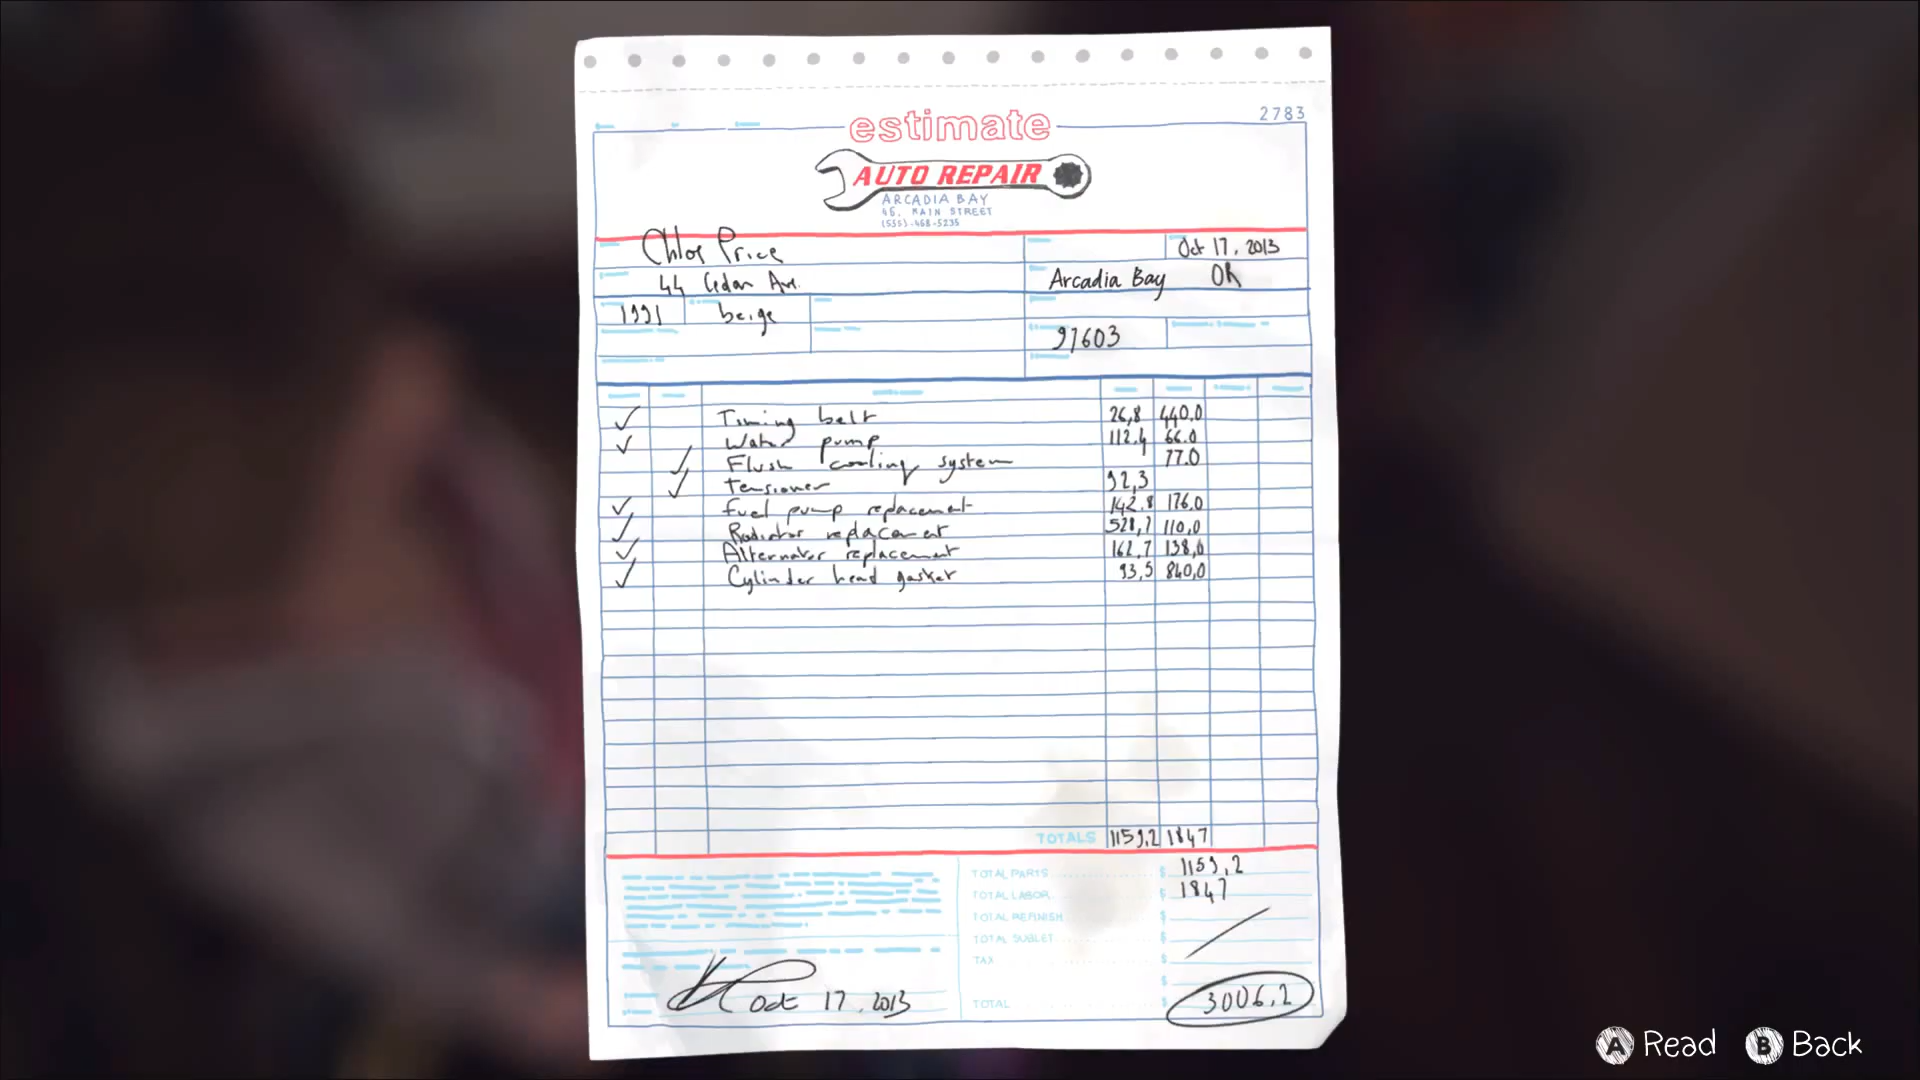 2783
estimate
AUTO REPAIR
ARCADIA BAY
46, MAIN STREET
(555)-468-5235
Chloe Price Oct 17, 2013
44 Cedar Ave. Arcadia Bay OR
1991 beige
97603
Timing belt 26,8 440.0
Water pump 112.4 66.0
Flush cooling system 77.0
Tensioner 92,3
Fuel pump replacement 142.8 176.0
Radiator replacement 528,7 110,0
Alternator replacement 162,7 138,0
Cylinder head gasket 93,5 840,0
TOTALS 1159,2 1847
TOTAL PARTS $ 1159,2
TOTAL LABOR $ 1847
TOTAL REFINISH $
TOTAL SUBLET $
TAX $
$
TOTAL $ 3006,2
Oct 17, 2013
A Read B Back